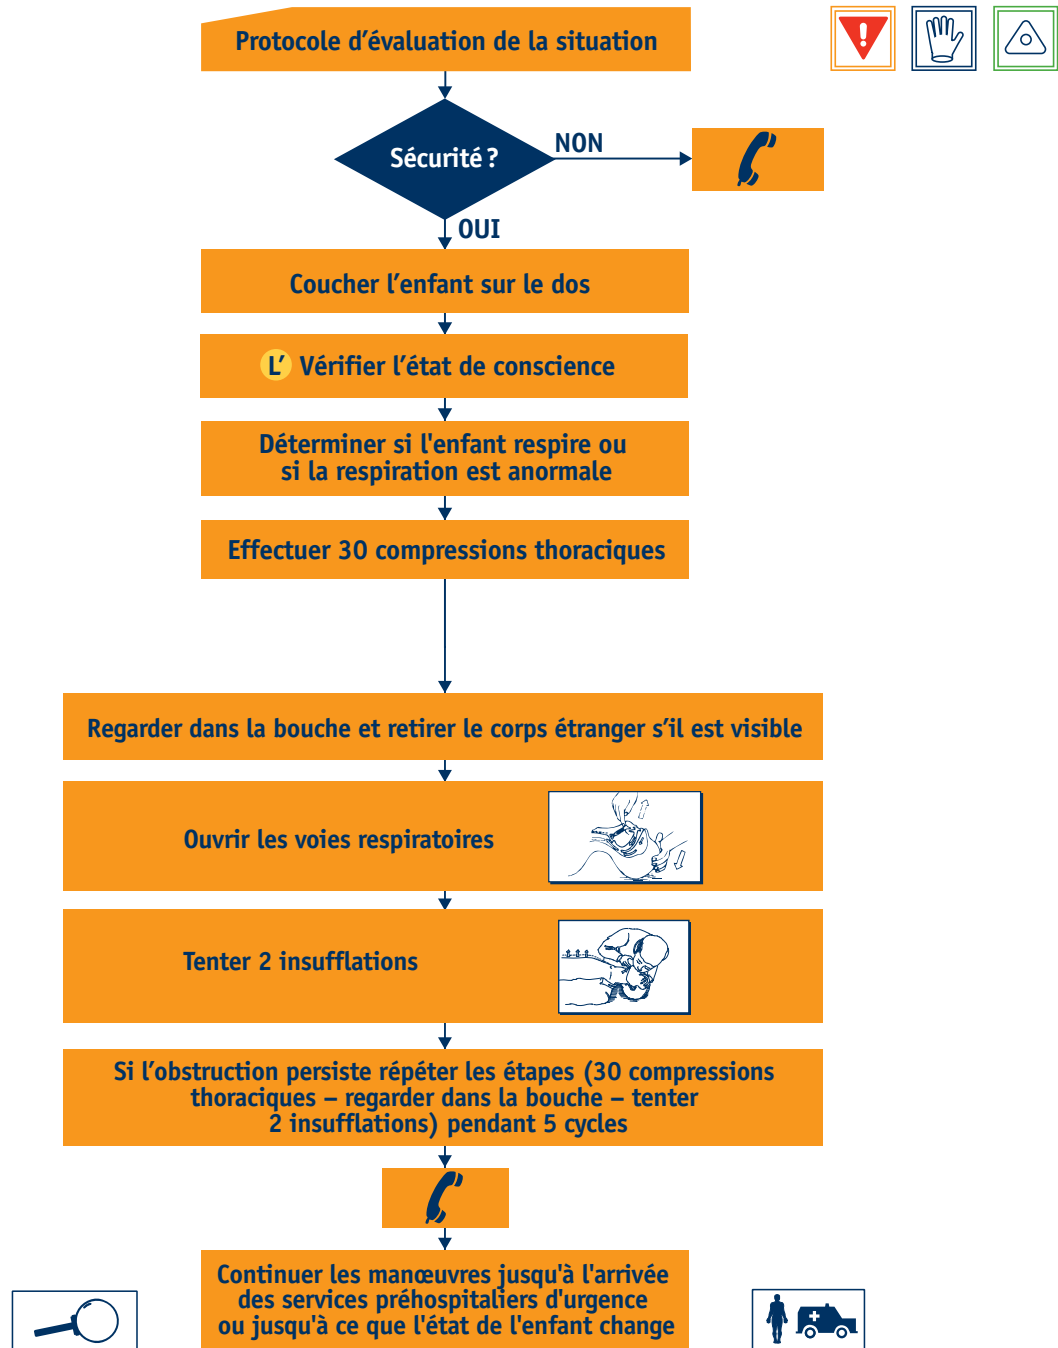 Protocole d’évaluation de la situation
Sécurité ?
NON
OUI
Coucher l’enfant sur le dos
L’ Vérifier l’état de conscience
Déterminer si l'enfant respire ou
si la respiration est anormale
Effectuer 30 compressions thoraciques
Regarder dans la bouche et retirer le corps étranger s’il est visible
Ouvrir les voies respiratoires
Tenter 2 insufflations
Si l’obstruction persiste répéter les étapes (30 compressions
thoraciques – regarder dans la bouche – tenter
2 insufflations) pendant 5 cycles
Continuer les manœuvres jusqu'à l'arrivée
des services préhospitaliers d'urgence
ou jusqu'à ce que l'état de l'enfant change